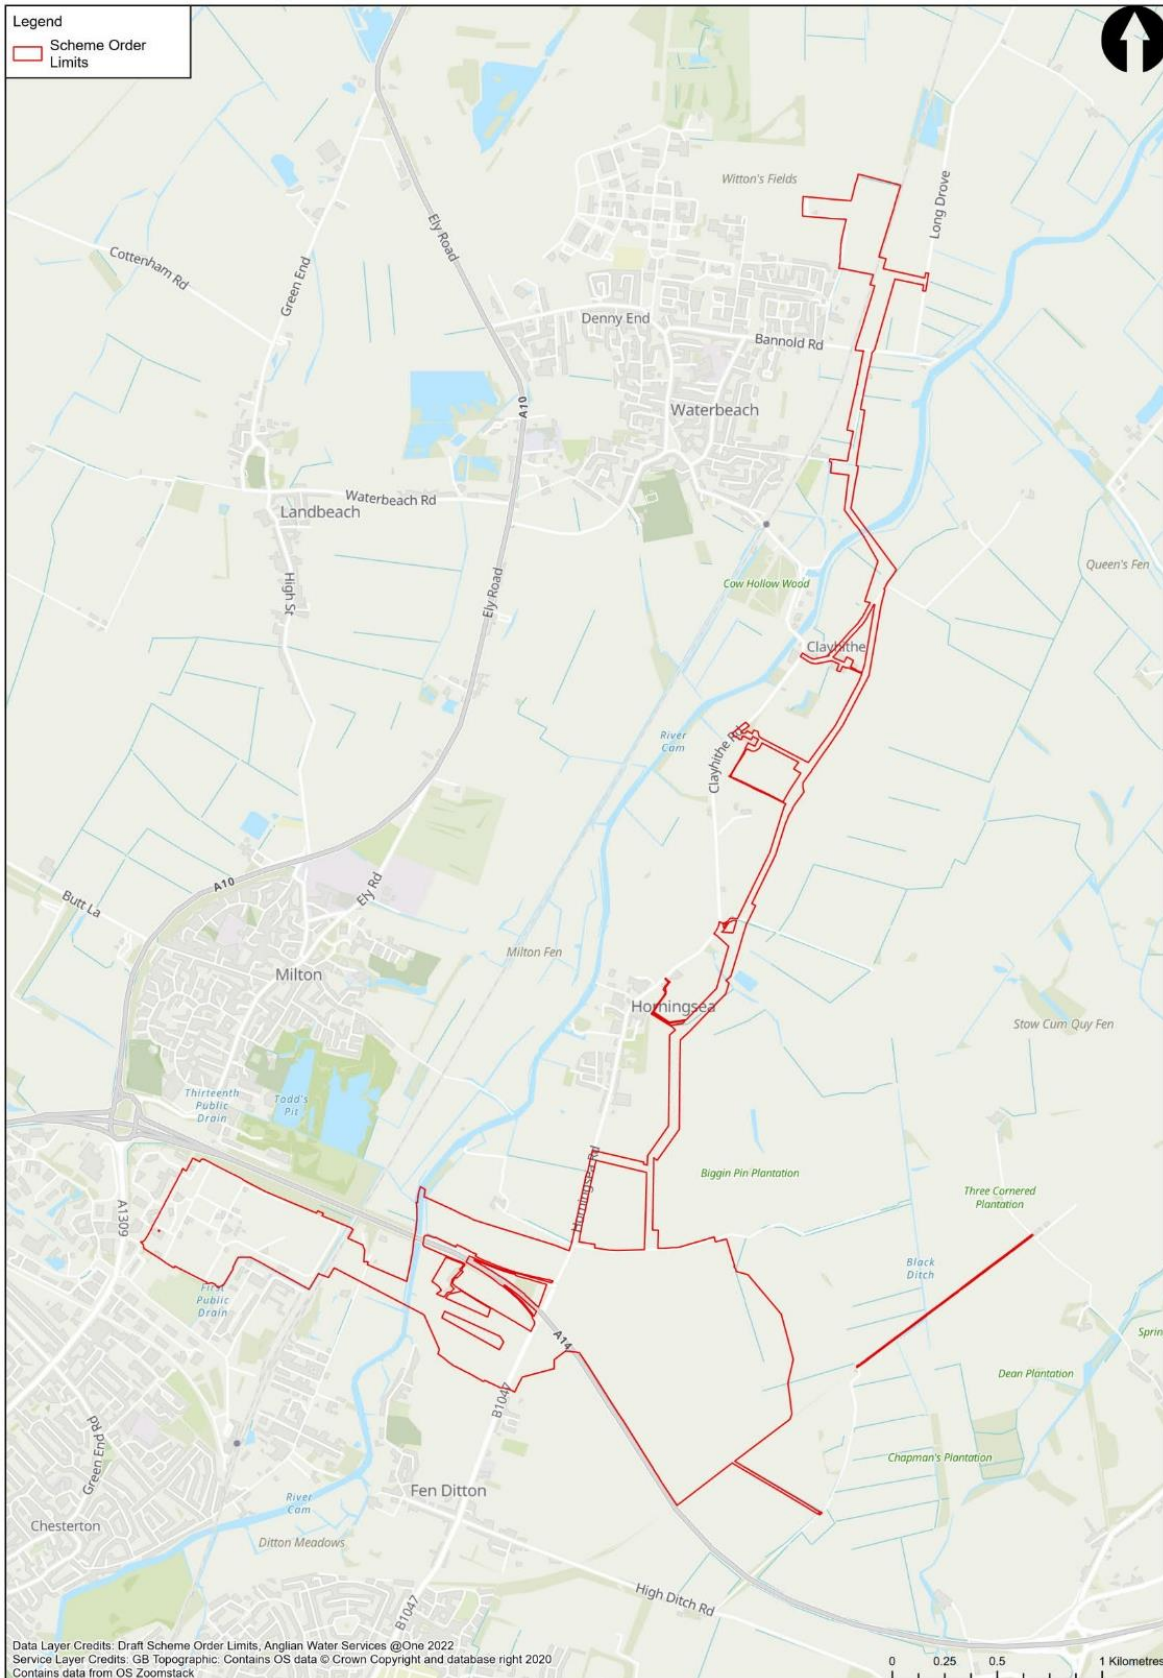 Legend
Scheme Order
Limits
Witton's Fields
Long Drove
Ely Road
Cottenham Rd
Green End
Denny End
Bannold Rd
A10
Waterbeach
Waterbeach Rd
Landbeach
High St
Ely Road
Queen's Fen
Cow Hollow Wood
Clayhithe
River
Cam
Clayhithe Rd
A10
Ely Rd
Butt La
Milton Fen
Milton
Horningsea
Stow Cum Quy Fen
Thirteenth
Public
Drain
Todd's
Pit
Horningsea Rd
Biggin Pin Plantation
Three Cornered
Plantation
A1309
Black
Ditch
First
Public
Drain
A14
Sprin
Dean Plantation
B1047
Green End Rd
Chapman's Plantation
Fen Ditton
River
Cam
Chesterton
Ditton Meadows
High Ditch Rd
B1047
Data Layer Credits: Draft Scheme Order Limits, Anglian Water Services @One 2022
Service Layer Credits: GB Topographic: Contains OS data © Crown Copyright and database right 2020
Contains data from OS Zoomstack
0 0.25 0.5 1 Kilometres